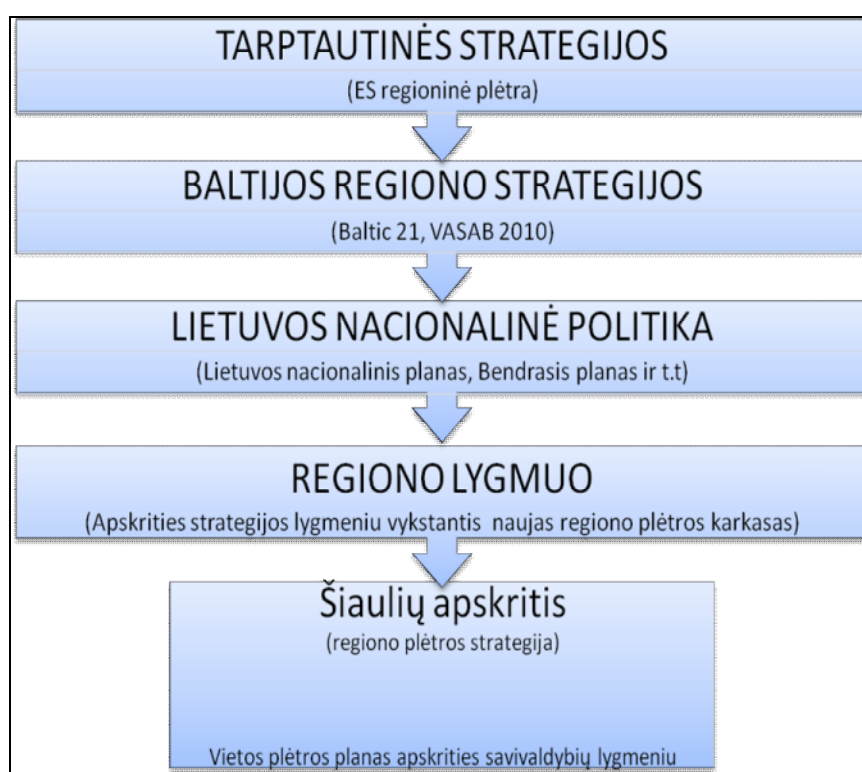 TARPTAUTINĖS STRATEGIJOS
(ES regioninė plėtra)
BALTIJOS REGIONO STRATEGIJOS
(Baltic 21, VASAB 2010)
LIETUVOS NACIONALINĖ POLITIKA
(Lietuvos nacionalinis planas, Bendrasis planas ir t.t)
REGIONO LYGMUO
(Apskrities strategijos lygmeniu vykstantis naujas regiono plėtros karkasas)
Šiaulių apskritis
(regiono plėtros strategija)
Vietos plėtros planas apskrities savivaldybių lygmeniu